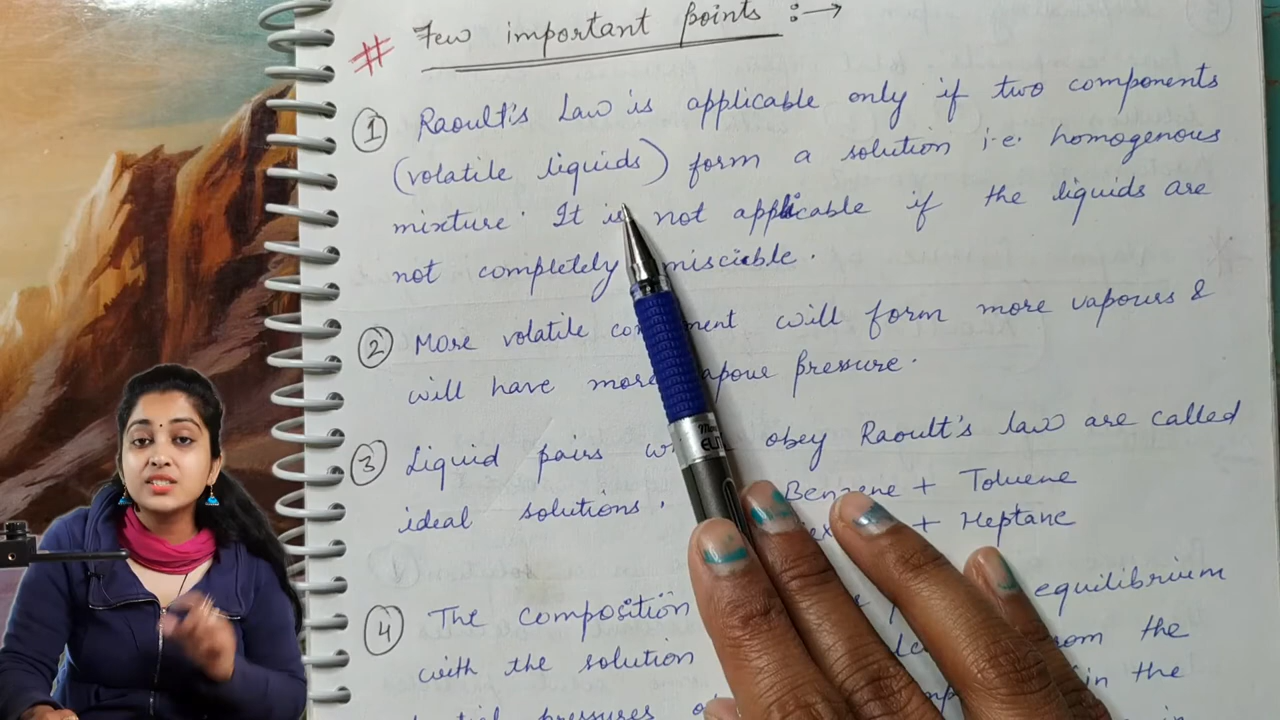 # Few important points :→
① Raoult's Law is applicable only if two components
(volatile liquids) form a solution i.e. homogenous
mixture. It is not applicable if the liquids are
not completely miscible.
② More volatile will form more vapours &
will have more pressure.
③ Liquid pairs obey Raoult's law are called
ideal solutions. Benzene + Toluene
+ Heptane
④ The composition equilibrium
with the solution the
pressures in the